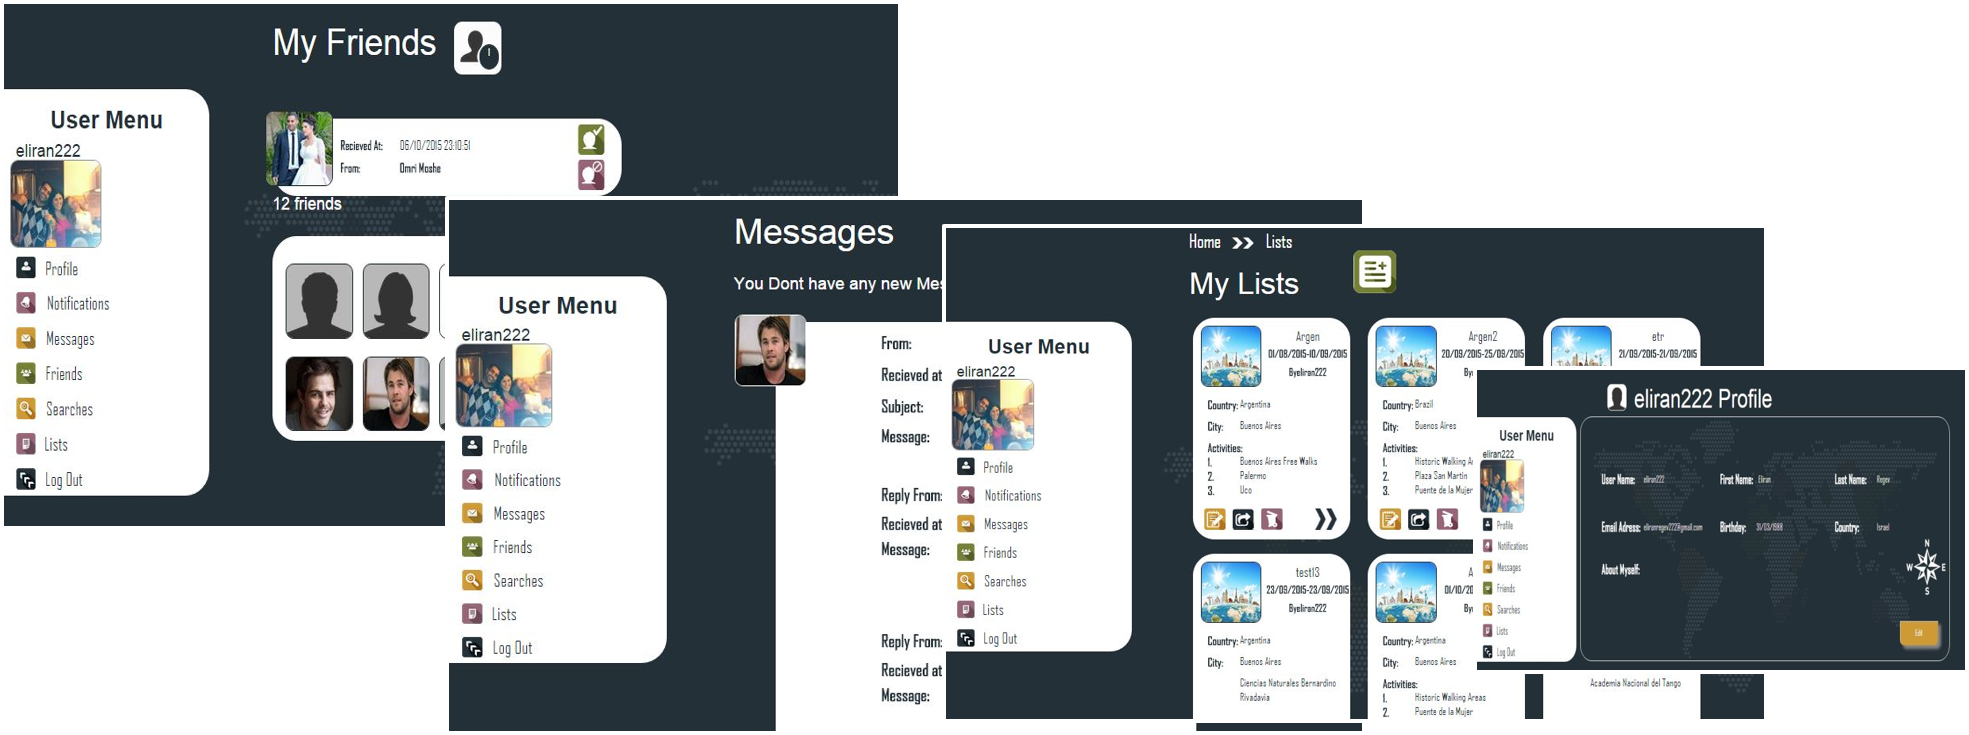 My Friends
User Menu
eliran222
Recieved At: 06/10/2015 23:10:51
From: Omri Moshe
12 friends
Profile
Notifications
Messages
Friends
Searches
Lists
Log Out
Messages
You Dont have any new Mes
User Menu
eliran222
Profile
Notifications
Messages
Friends
Searches
Lists
Log Out
From:
Recieved at
Subject:
Message:
Reply From:
Recieved at
Message:
Reply From:
Recieved at
Message:
Home Lists
My Lists
User Menu
eliran222
Profile
Notifications
Messages
Friends
Searches
Lists
Log Out
Argen
01/08/2015-10/09/2015
Byeliran222
Country: Argentina
City: Buenos Aires
Activities:
1. Buenos Aires Free Walks
2. Palermo
3. Uco
Argen2
20/09/2015-25/09/2015
By
Country: Brazil
City: Buenos Aires
Activities:
1. Historic Walking A
2. Plaza San Martin
3. Puente de la Mujer
etr
21/09/2015-21/09/2015
test13
23/09/2015-23/09/2015
Byeliran222
Country: Argentina
City: Buenos Aires
Ciencias Naturales Bernardino
Rivadavia
A
01/10/20
By
Country: Argentina
City: Buenos Aires
Activities:
1. Historic Walking Areas
2. Puente de la Mujer
Academia Nacional del Tango
eliran222 Profile
User Menu
eliran222
Profile
Notifications
Messages
Friends
Searches
Lists
Log Out
User Name: eliran222 First Name: Eliran Last Name: Regev
Email Adress: eliranregev222@gmail.com Birthday: 31/03/1988 Country: Israel
About Myself:
N
W E
S
Edit